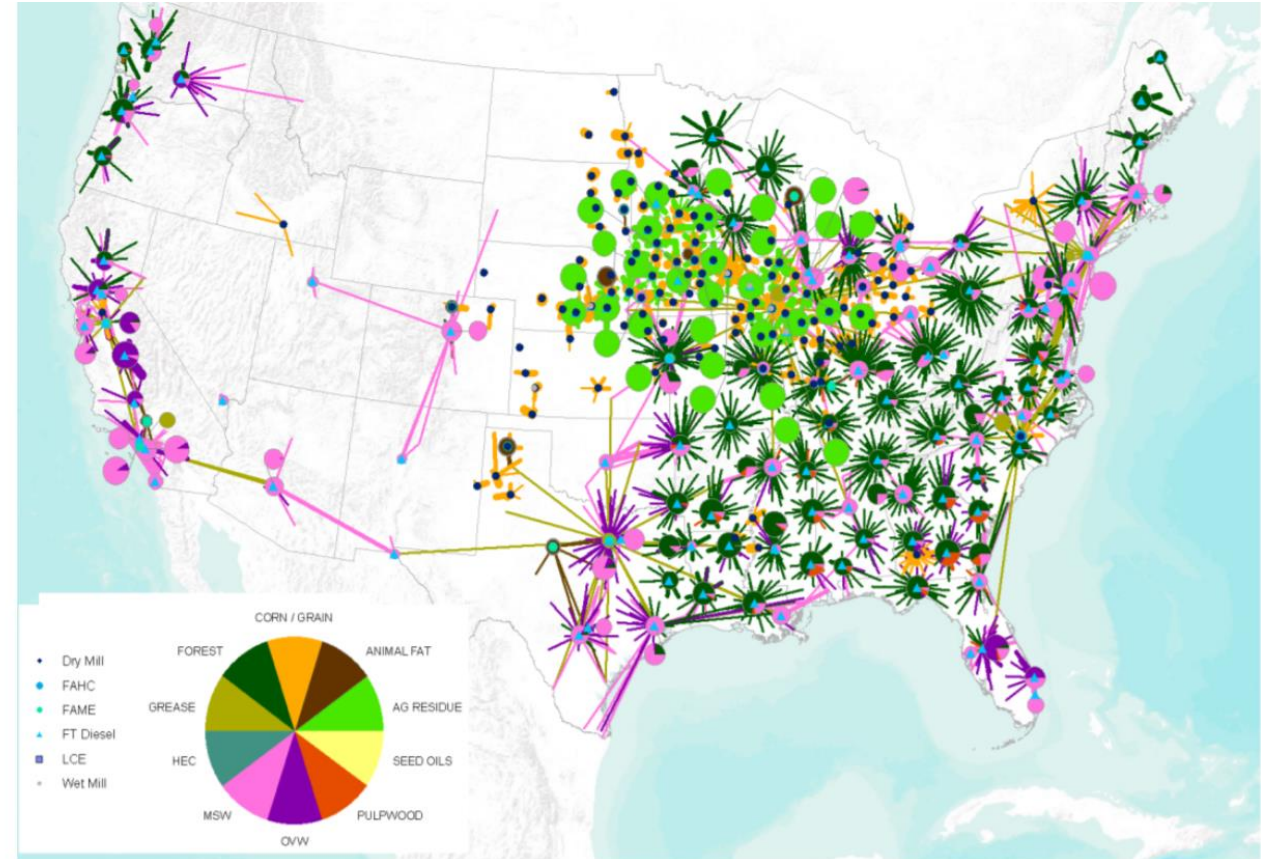 CORN / GRAIN
FOREST
ANIMAL FAT
GREASE
AG RESIDUE
HEC
SEED OILS
MSW
PULPWOOD
OVW
Dry Mill
FAHC
FAME
FT Diesel
LCE
Wet Mill